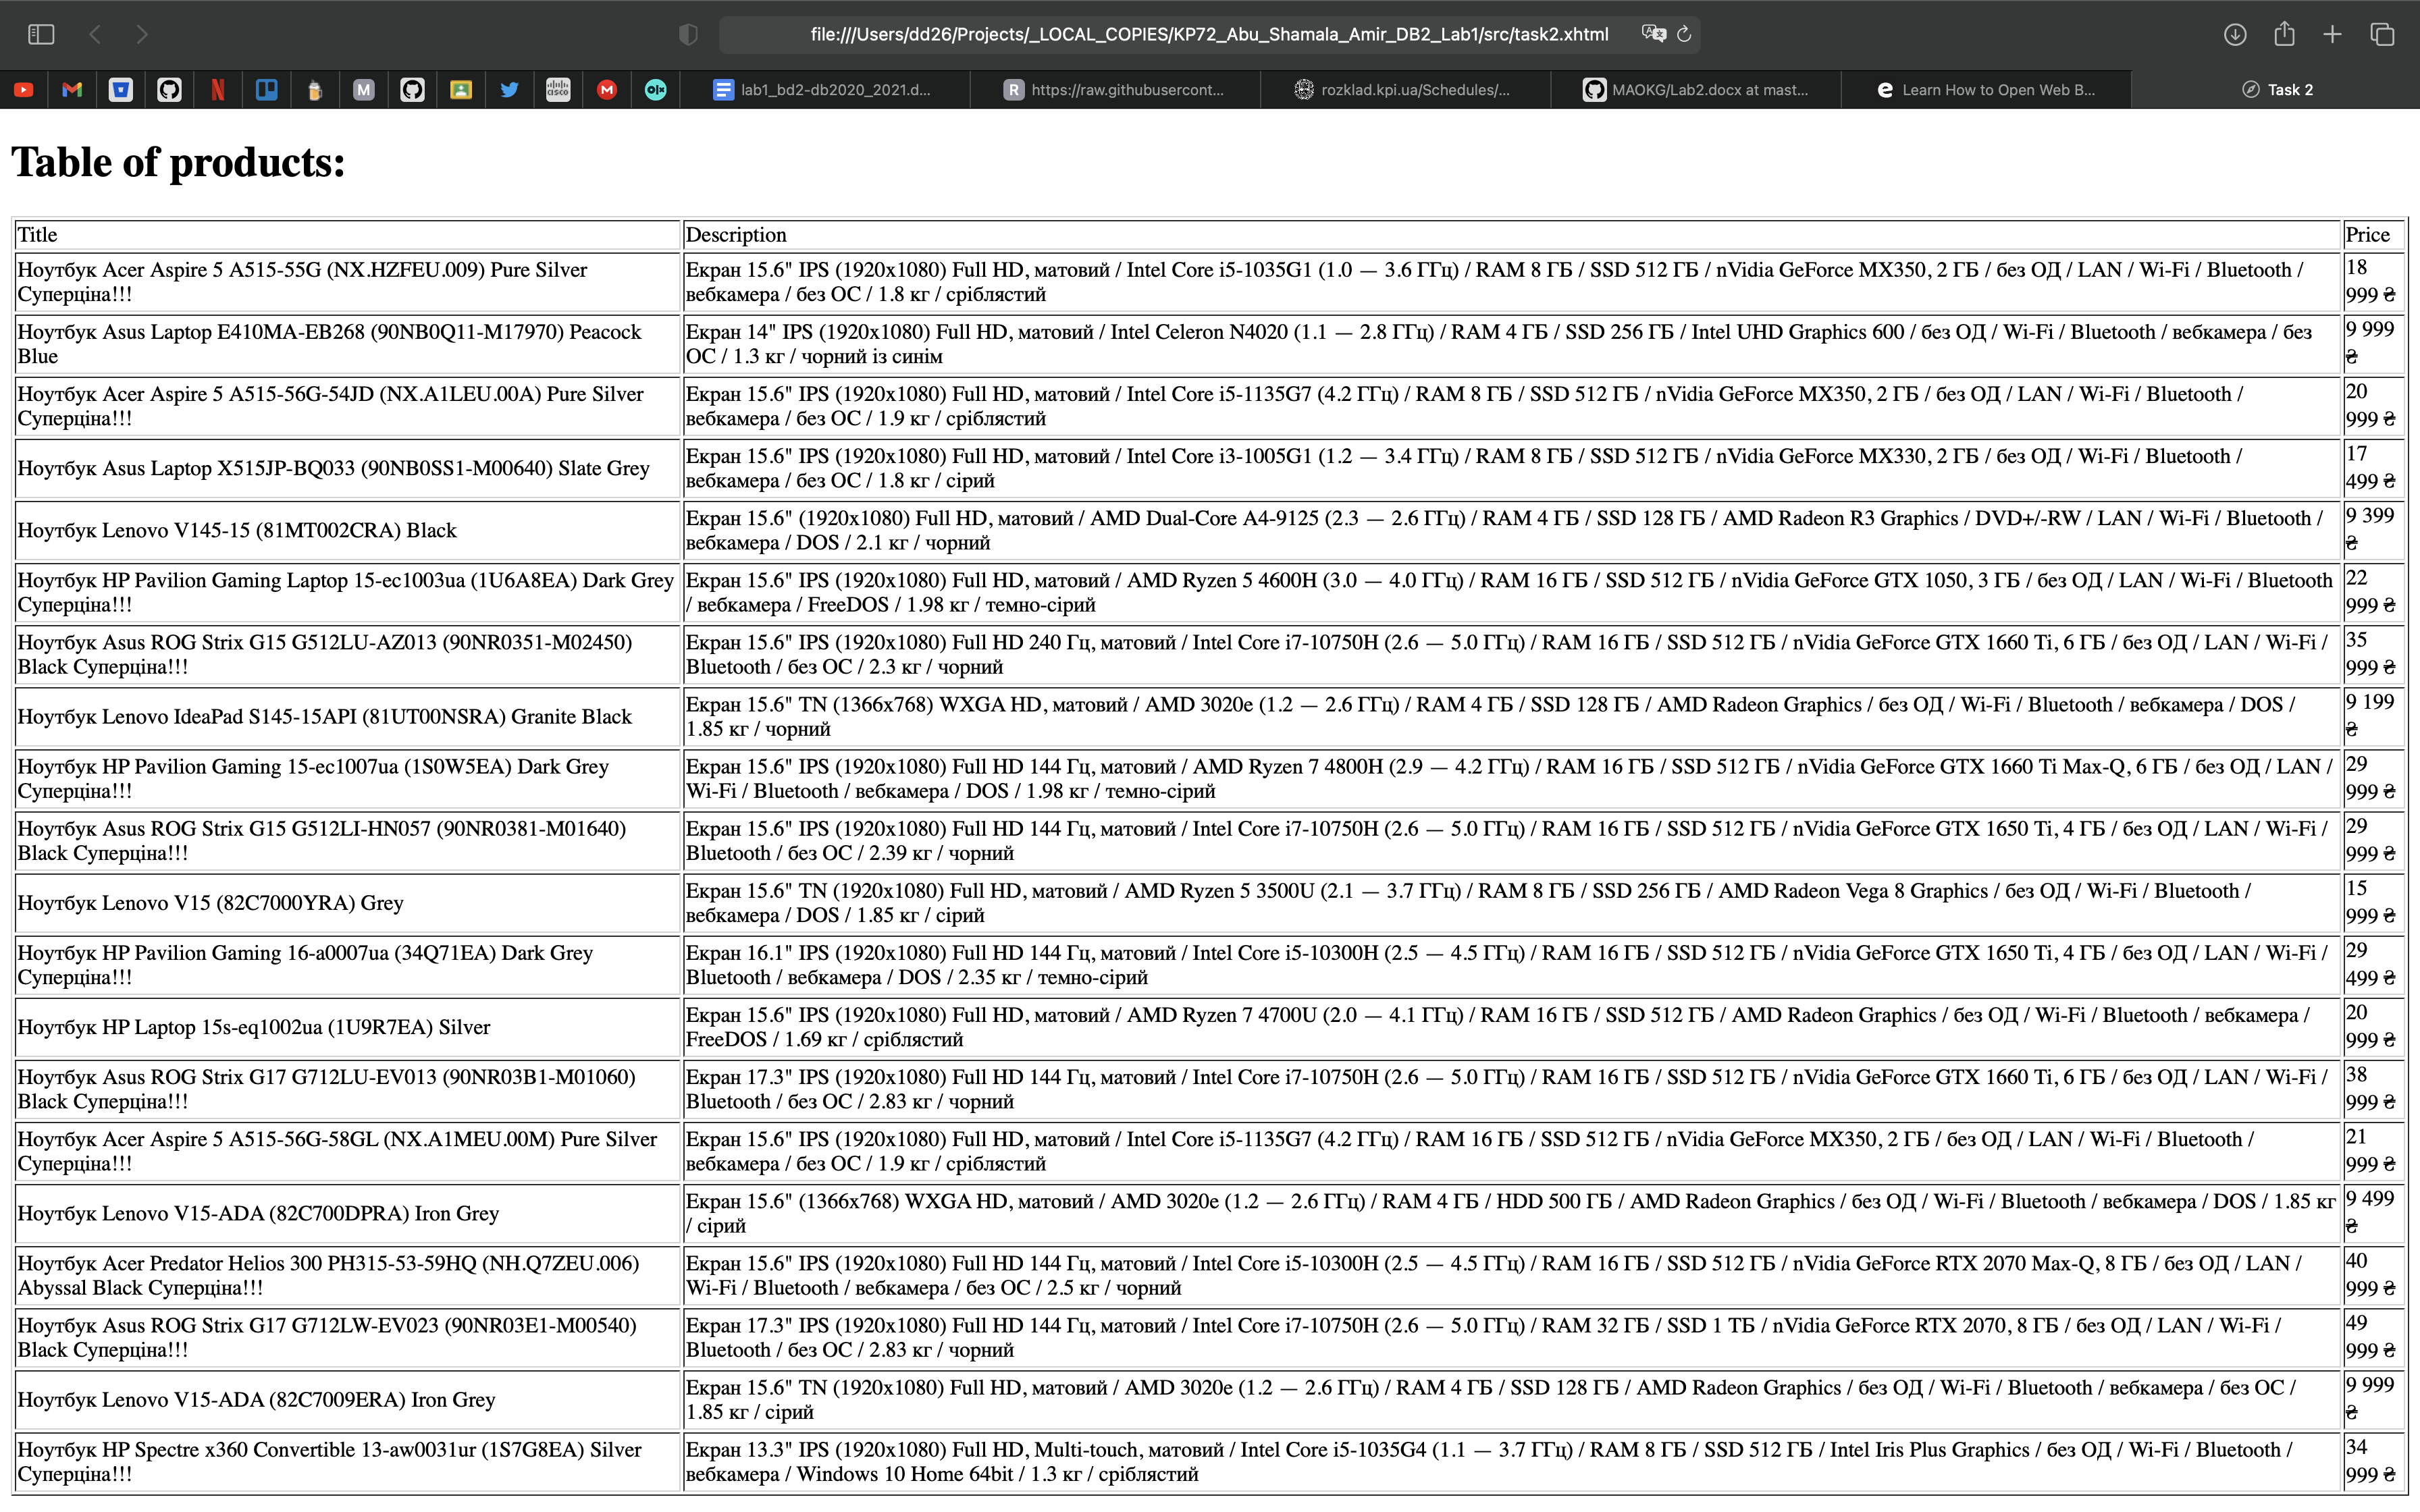 file:///Users/dd26/Projects/_LOCAL_COPIES/KP72_Abu_Shamala_Amir_DB2_Lab1/src/task2.xhtml
lab1_bd2-db2020_2021.d...
R https://raw.githubusercont...
rozklad.kpi.ua/Schedules/...
MAOKG/Lab2.docx at mast...
Learn How to Open Web B...
Task 2
Table of products:
Title Description Price
Ноутбук Acer Aspire 5 A515-55G (NX.HZFEU.009) Pure Silver
Суперціна!!!
Екран 15.6" IPS (1920x1080) Full HD, матовий / Intel Core i5-1035G1 (1.0 — 3.6 ГГц) / RAM 8 ГБ / SSD 512 ГБ / nVidia GeForce MX350, 2 ГБ / без ОД / LAN / Wi-Fi / Bluetooth /
вебкамера / без ОС / 1.8 кг / сріблястий
18
999 ₴
Ноутбук Asus Laptop E410MA-EB268 (90NB0Q11-M17970) Peacock
Blue
Екран 14" IPS (1920x1080) Full HD, матовий / Intel Celeron N4020 (1.1 — 2.8 ГГц) / RAM 4 ГБ / SSD 256 ГБ / Intel UHD Graphics 600 / без ОД / Wi-Fi / Bluetooth / вебкамера / без
ОС / 1.3 кг / чорний із синім
9 999
₴
Ноутбук Acer Aspire 5 A515-56G-54JD (NX.A1LEU.00A) Pure Silver
Суперціна!!!
Екран 15.6" IPS (1920x1080) Full HD, матовий / Intel Core i5-1135G7 (4.2 ГГц) / RAM 8 ГБ / SSD 512 ГБ / nVidia GeForce MX350, 2 ГБ / без ОД / LAN / Wi-Fi / Bluetooth /
вебкамера / без ОС / 1.9 кг / сріблястий
20
999 ₴
Ноутбук Asus Laptop X515JP-BQ033 (90NB0SS1-M00640) Slate Grey
Екран 15.6" IPS (1920x1080) Full HD, матовий / Intel Core i3-1005G1 (1.2 — 3.4 ГГц) / RAM 8 ГБ / SSD 512 ГБ / nVidia GeForce MX330, 2 ГБ / без ОД / Wi-Fi / Bluetooth /
вебкамера / без ОС / 1.8 кг / сірий
17
499 ₴
Ноутбук Lenovo V145-15 (81MT002CRA) Black
Екран 15.6" (1920x1080) Full HD, матовий / AMD Dual-Core A4-9125 (2.3 — 2.6 ГГц) / RAM 4 ГБ / SSD 128 ГБ / AMD Radeon R3 Graphics / DVD+/-RW / LAN / Wi-Fi / Bluetooth /
вебкамера / DOS / 2.1 кг / чорний
9 399
₴
Ноутбук HP Pavilion Gaming Laptop 15-ec1003ua (1U6A8EA) Dark Grey
Суперціна!!!
Екран 15.6" IPS (1920x1080) Full HD, матовий / AMD Ryzen 5 4600H (3.0 — 4.0 ГГц) / RAM 16 ГБ / SSD 512 ГБ / nVidia GeForce GTX 1050, 3 ГБ / без ОД / LAN / Wi-Fi / Bluetooth
/ вебкамера / FreeDOS / 1.98 кг / темно-сірий
22
999 ₴
Ноутбук Asus ROG Strix G15 G512LU-AZ013 (90NR0351-M02450)
Black Суперціна!!!
Екран 15.6" IPS (1920x1080) Full HD 240 Гц, матовий / Intel Core i7-10750H (2.6 — 5.0 ГГц) / RAM 16 ГБ / SSD 512 ГБ / nVidia GeForce GTX 1660 Ti, 6 ГБ / без ОД / LAN / Wi-Fi /
Bluetooth / без ОС / 2.3 кг / чорний
35
999 ₴
Ноутбук Lenovo IdeaPad S145-15API (81UT00NSRA) Granite Black
Екран 15.6" TN (1366x768) WXGA HD, матовий / AMD 3020e (1.2 — 2.6 ГГц) / RAM 4 ГБ / SSD 128 ГБ / AMD Radeon Graphics / без ОД / Wi-Fi / Bluetooth / вебкамера / DOS /
1.85 кг / чорний
9 199
₴
Ноутбук HP Pavilion Gaming 15-ec1007ua (1S0W5EA) Dark Grey
Суперціна!!!
Екран 15.6" IPS (1920x1080) Full HD 144 Гц, матовий / AMD Ryzen 7 4800H (2.9 — 4.2 ГГц) / RAM 16 ГБ / SSD 512 ГБ / nVidia GeForce GTX 1660 Ti Max-Q, 6 ГБ / без ОД / LAN /
Wi-Fi / Bluetooth / вебкамера / DOS / 1.98 кг / темно-сірий
29
999 ₴
Ноутбук Asus ROG Strix G15 G512LI-HN057 (90NR0381-M01640)
Black Суперціна!!!
Екран 15.6" IPS (1920x1080) Full HD 144 Гц, матовий / Intel Core i7-10750H (2.6 — 5.0 ГГц) / RAM 16 ГБ / SSD 512 ГБ / nVidia GeForce GTX 1650 Ti, 4 ГБ / без ОД / LAN / Wi-Fi /
Bluetooth / без ОС / 2.39 кг / чорний
29
999 ₴
Ноутбук Lenovo V15 (82C7000YRA) Grey
Екран 15.6" TN (1920x1080) Full HD, матовий / AMD Ryzen 5 3500U (2.1 — 3.7 ГГц) / RAM 8 ГБ / SSD 256 ГБ / AMD Radeon Vega 8 Graphics / без ОД / Wi-Fi / Bluetooth /
вебкамера / DOS / 1.85 кг / сірий
15
999 ₴
Ноутбук HP Pavilion Gaming 16-a0007ua (34Q71EA) Dark Grey
Суперціна!!!
Екран 16.1" IPS (1920x1080) Full HD 144 Гц, матовий / Intel Core i5-10300H (2.5 — 4.5 ГГц) / RAM 16 ГБ / SSD 512 ГБ / nVidia GeForce GTX 1650 Ti, 4 ГБ / без ОД / LAN / Wi-Fi /
Bluetooth / вебкамера / DOS / 2.35 кг / темно-сірий
29
499 ₴
Ноутбук HP Laptop 15s-eq1002ua (1U9R7EA) Silver
Екран 15.6" IPS (1920x1080) Full HD, матовий / AMD Ryzen 7 4700U (2.0 — 4.1 ГГц) / RAM 16 ГБ / SSD 512 ГБ / AMD Radeon Graphics / без ОД / Wi-Fi / Bluetooth / вебкамера /
FreeDOS / 1.69 кг / сріблястий
20
999 ₴
Ноутбук Asus ROG Strix G17 G712LU-EV013 (90NR03B1-M01060)
Black Суперціна!!!
Екран 17.3" IPS (1920x1080) Full HD 144 Гц, матовий / Intel Core i7-10750H (2.6 — 5.0 ГГц) / RAM 16 ГБ / SSD 512 ГБ / nVidia GeForce GTX 1660 Ti, 6 ГБ / без ОД / LAN / Wi-Fi /
Bluetooth / без ОС / 2.83 кг / чорний
38
999 ₴
Ноутбук Acer Aspire 5 A515-56G-58GL (NX.A1MEU.00M) Pure Silver
Суперціна!!!
Екран 15.6" IPS (1920x1080) Full HD, матовий / Intel Core i5-1135G7 (4.2 ГГц) / RAM 16 ГБ / SSD 512 ГБ / nVidia GeForce MX350, 2 ГБ / без ОД / LAN / Wi-Fi / Bluetooth /
вебкамера / без ОС / 1.9 кг / сріблястий
21
999 ₴
Ноутбук Lenovo V15-ADA (82C700DPRA) Iron Grey
Екран 15.6" (1366x768) WXGA HD, матовий / AMD 3020e (1.2 — 2.6 ГГц) / RAM 4 ГБ / HDD 500 ГБ / AMD Radeon Graphics / без ОД / Wi-Fi / Bluetooth / вебкамера / DOS / 1.85 кг
/ сірий
9 499
₴
Ноутбук Acer Predator Helios 300 PH315-53-59HQ (NH.Q7ZEU.006)
Abyssal Black Суперціна!!!
Екран 15.6" IPS (1920x1080) Full HD 144 Гц, матовий / Intel Core i5-10300H (2.5 — 4.5 ГГц) / RAM 16 ГБ / SSD 512 ГБ / nVidia GeForce RTX 2070 Max-Q, 8 ГБ / без ОД / LAN /
Wi-Fi / Bluetooth / вебкамера / без ОС / 2.5 кг / чорний
40
999 ₴
Ноутбук Asus ROG Strix G17 G712LW-EV023 (90NR03E1-M00540)
Black Суперціна!!!
Екран 17.3" IPS (1920x1080) Full HD 144 Гц, матовий / Intel Core i7-10750H (2.6 — 5.0 ГГц) / RAM 32 ГБ / SSD 1 ТБ / nVidia GeForce RTX 2070, 8 ГБ / без ОД / LAN / Wi-Fi /
Bluetooth / без ОС / 2.83 кг / чорний
49
999 ₴
Ноутбук Lenovo V15-ADA (82C7009ERA) Iron Grey
Екран 15.6" TN (1920x1080) Full HD, матовий / AMD 3020e (1.2 — 2.6 ГГц) / RAM 4 ГБ / SSD 128 ГБ / AMD Radeon Graphics / без ОД / Wi-Fi / Bluetooth / вебкамера / без ОС /
1.85 кг / сірий
9 999
₴
Ноутбук HP Spectre x360 Convertible 13-aw0031ur (1S7G8EA) Silver
Суперціна!!!
Екран 13.3" IPS (1920x1080) Full HD, Multi-touch, матовий / Intel Core i5-1035G4 (1.1 — 3.7 ГГц) / RAM 8 ГБ / SSD 512 ГБ / Intel Iris Plus Graphics / без ОД / Wi-Fi / Bluetooth /
вебкамера / Windows 10 Home 64bit / 1.3 кг / сріблястий
34
999 ₴